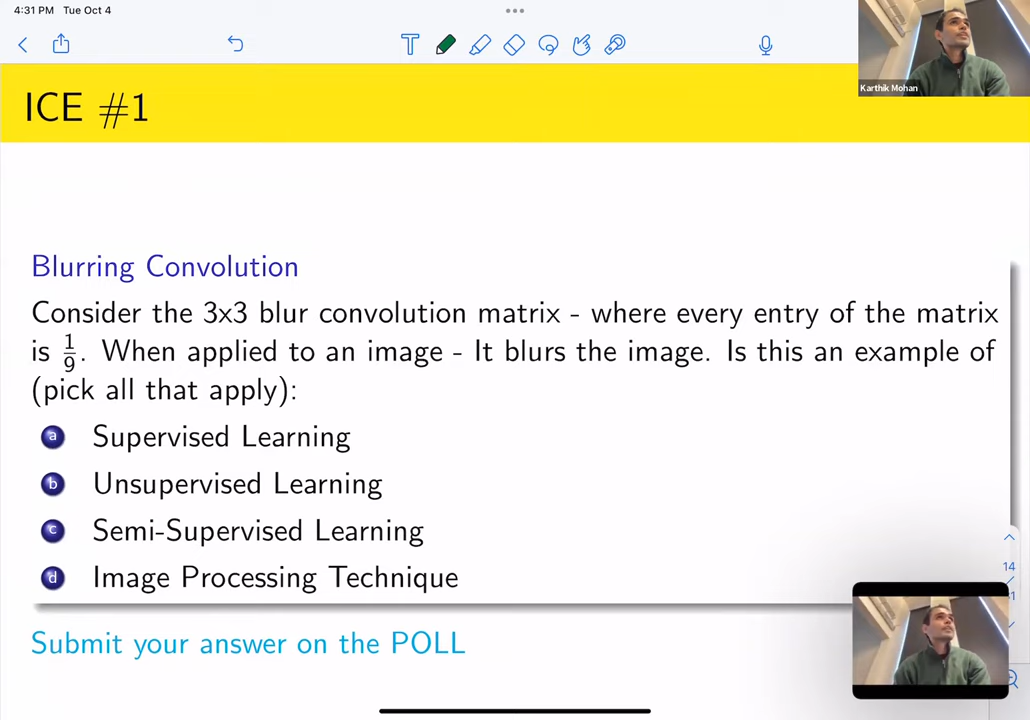 4:31 PM Tue Oct 4
Karthik Mohan
ICE #1
Blurring Convolution
Consider the 3x3 blur convolution matrix - where every entry of the matrix
is 1/9. When applied to an image - It blurs the image. Is this an example of
(pick all that apply):
a Supervised Learning
b Unsupervised Learning
c Semi-Supervised Learning
d Image Processing Technique
14
Submit your answer on the POLL